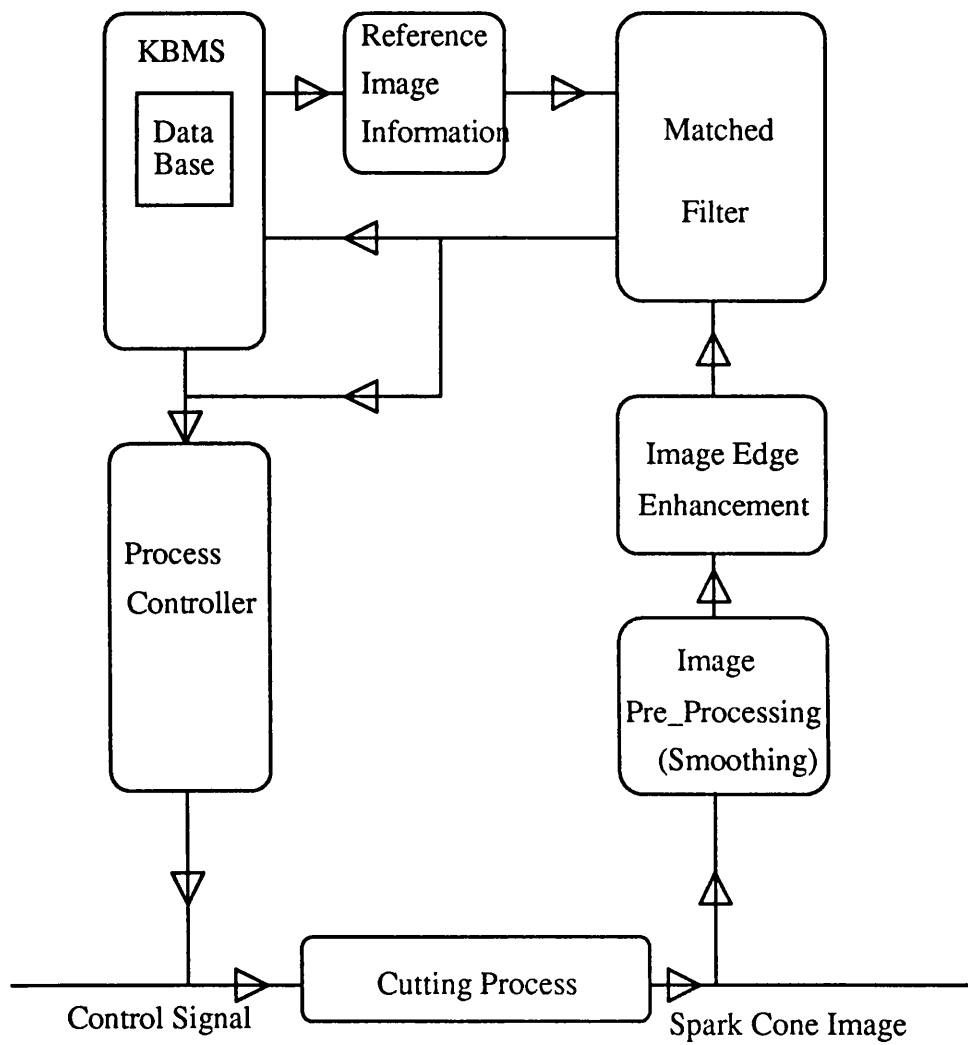 KBMS
Data
Base
Reference
Image
Information
Matched
Filter
Image Edge
Enhancement
Process
Controller
Image
Pre_Processing
(Smoothing)
Cutting Process
Control Signal
Spark Cone Image